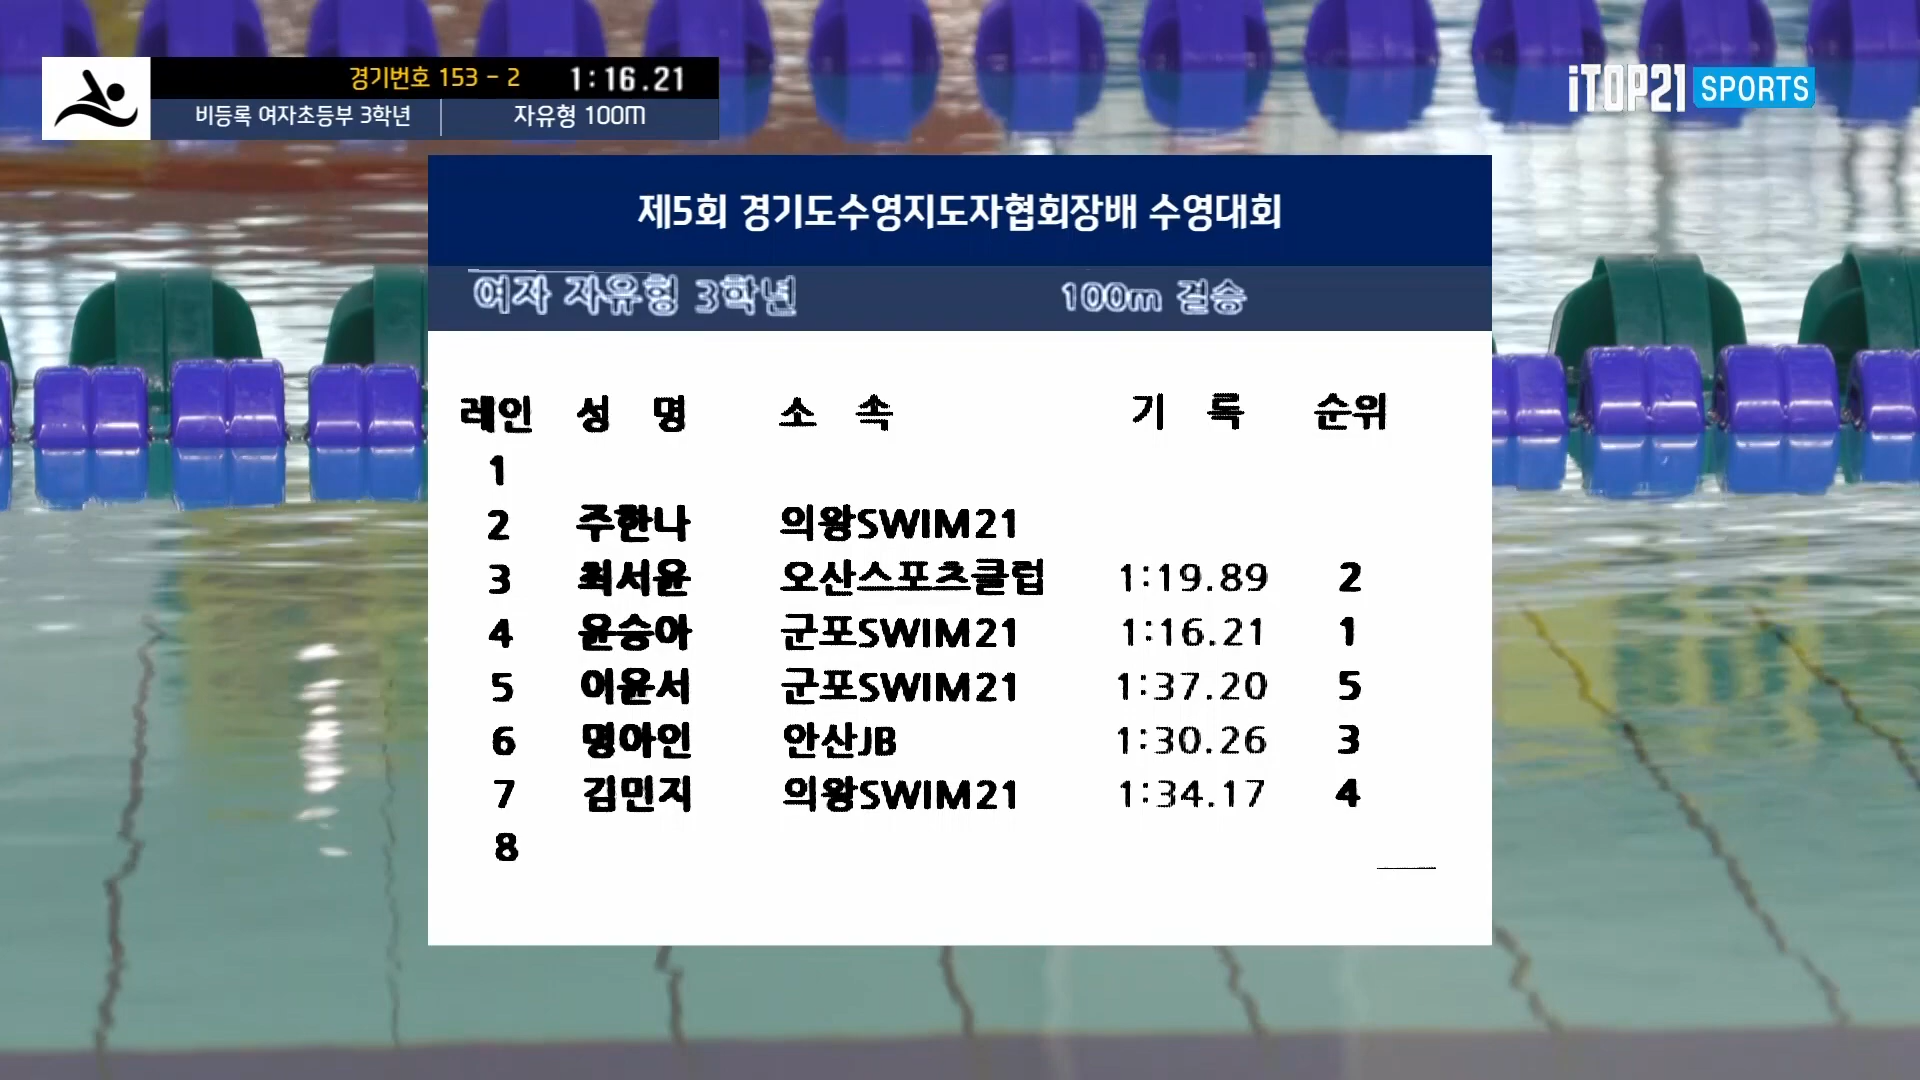 경기번호 153 - 2 1:16.21
비등록 여자초등부 3학년 자유형 100M
iTOP21 SPORTS
제5회 경기도수영지도자협회장배 수영대회
여자 자유형 3학년 100m 결승
레인 성 명 소 속 기 록 순위
1
2 주한나 의왕SWIM21
3 최서윤 오산스포츠클럽 1:19.89 2
4 윤승아 군포SWIM21 1:16.21 1
5 이윤서 군포SWIM21 1:37.20 5
6 명아인 안산JB 1:30.26 3
7 김민지 의왕SWIM21 1:34.17 4
8